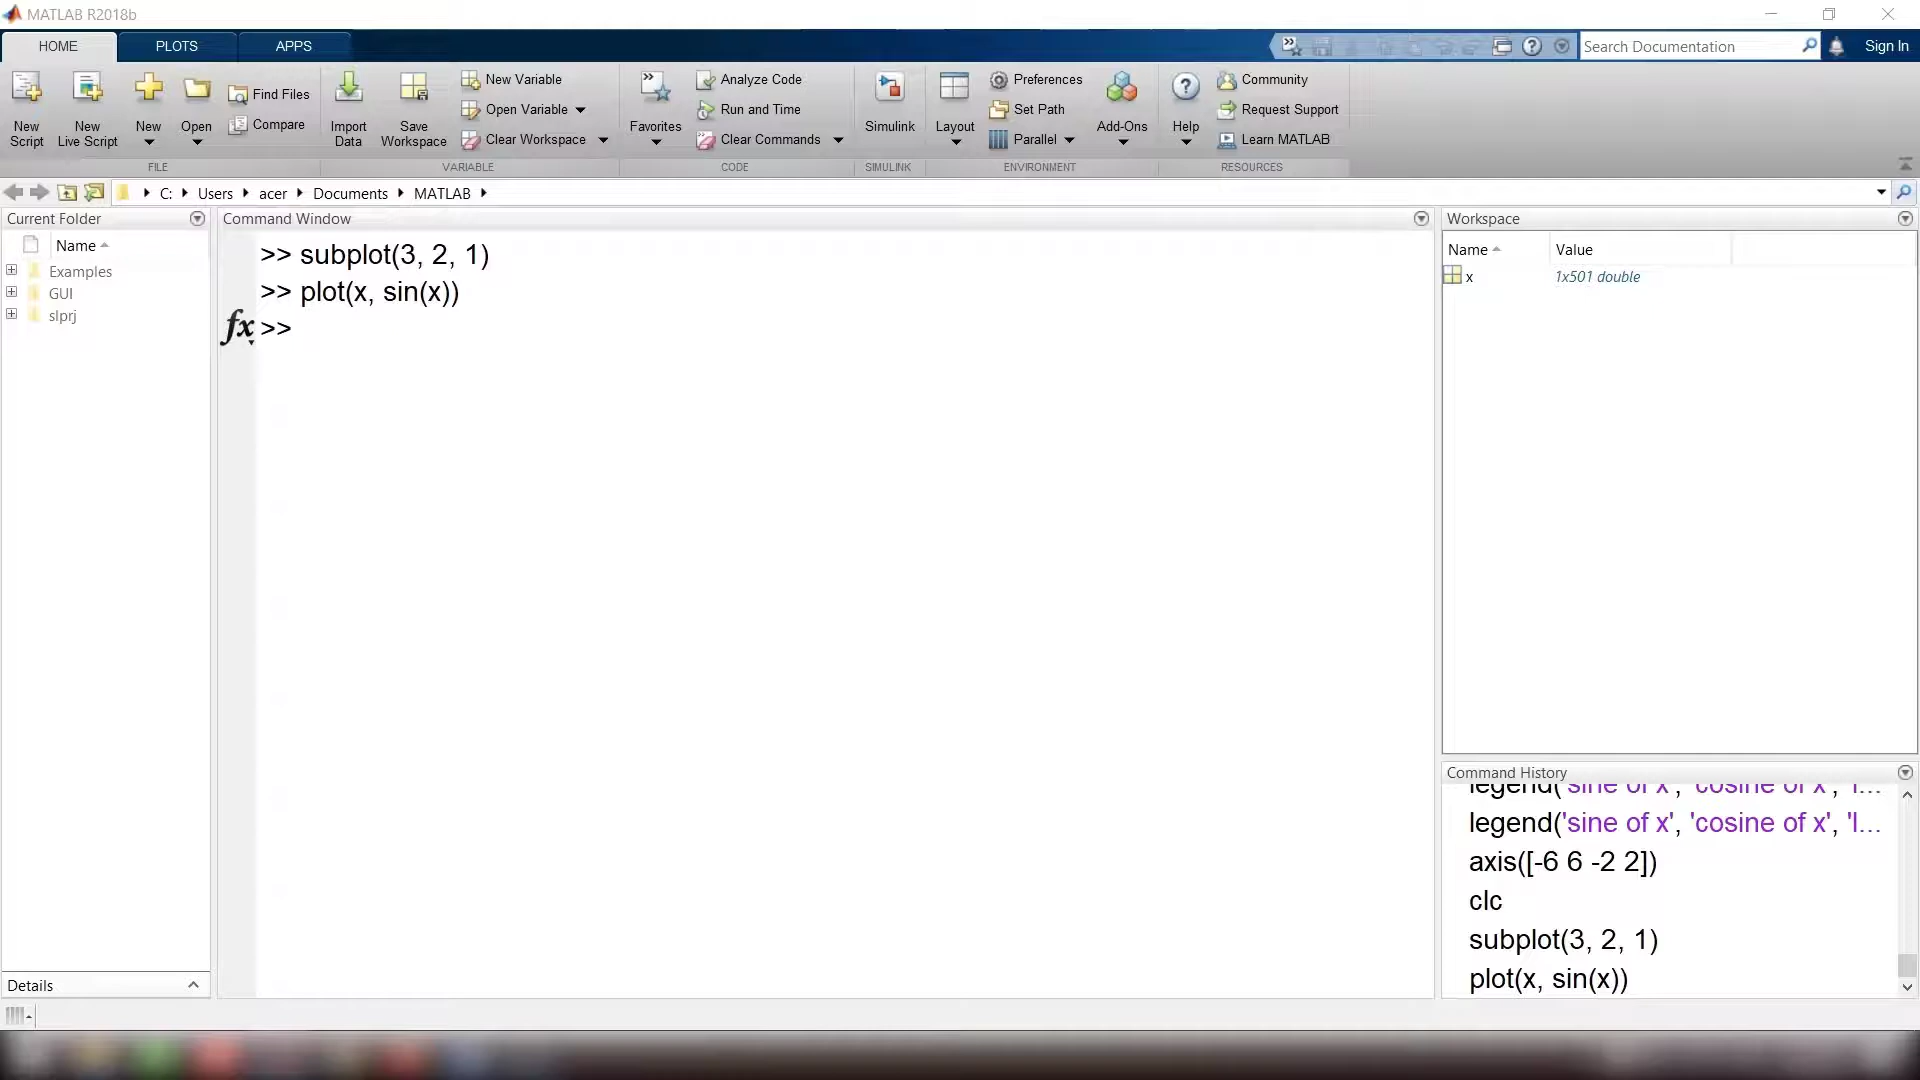 MATLAB R2018b
HOME
PLOTS
APPS
Search Documentation
Sign In
New Script
New Live Script
New
Open
Find Files
Compare
Import Data
Save Workspace
New Variable
Open Variable
Clear Workspace
Favorites
Analyze Code
Run and Time
Clear Commands
Simulink
Layout
Preferences
Set Path
Parallel
Add-Ons
Help
Community
Request Support
Learn MATLAB
FILE
VARIABLE
CODE
SIMULINK
ENVIRONMENT
RESOURCES
C: Users acer Documents MATLAB
Current Folder
Name
Examples
GUI
slprj
Details
Command Window
>> subplot(3, 2, 1)
>> plot(x, sin(x))
fx >>
Workspace
Name Value
x 1x501 double
Command History
legend('sine of x', 'cosine of x', 'l...
legend('sine of x', 'cosine of x', 'l...
axis([-6 6 -2 2])
clc
subplot(3, 2, 1)
plot(x, sin(x))